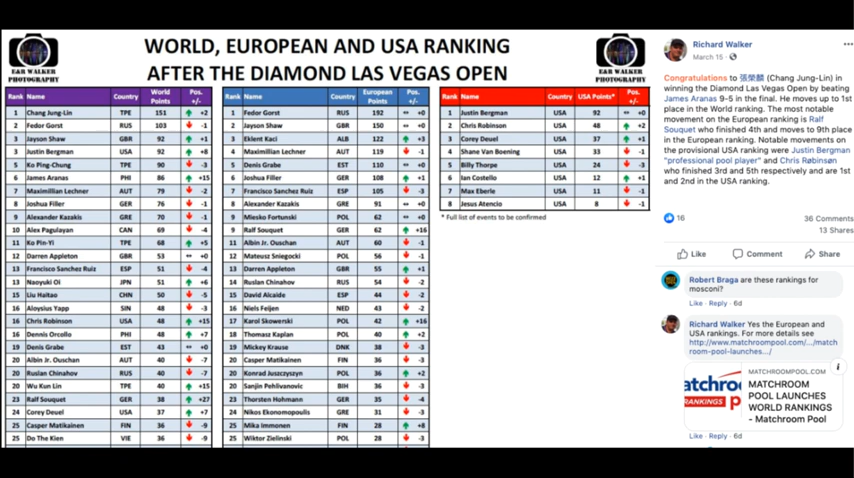 WORLD, EUROPEAN AND USA RANKING
AFTER THE DIAMOND LAS VEGAS OPEN
E&R WALKER
PHOTOGRAPHY
E&R WALKER
PHOTOGRAPHY
Rank Name Country World Points Pos. +/-
1 Chang Jung-Lin TPE 151 +2
2 Fedor Gorst RUS 103 -1
3 Jayson Shaw GBR 92 +1
3 Justin Bergman USA 92 +8
5 Ko Ping-Chung TPE 90 -3
6 James Aranas PHI 86 +15
7 Maximillian Lechner AUT 79 -2
8 Joshua Filler GER 76 -1
9 Alexander Kazakis GRE 70 -1
10 Alex Pagulayan CAN 69 -4
11 Ko Pin-Yi TPE 68 +5
12 Darren Appleton GBR 53 +0
13 Francisco Sanchez Ruiz ESP 51 -4
13 Naoyuki Oi JPN 51 +6
15 Liu Haitao CHN 50 -5
16 Aloysius Yapp SIN 48 -3
16 Chris Robinson USA 48 +15
16 Dennis Orcollo PHI 48 +7
19 Denis Grabe EST 43 +0
20 Albin Jr. Ouschan AUT 40 -7
20 Ruslan Chinahov RUS 40 -7
20 Wu Kun Lin TPE 40 +15
23 Ralf Souquet GER 38 +27
24 Corey Deuel USA 37 +7
25 Casper Matikainen FIN 36 -9
25 Do The Kien VIE 36 -9
Rank Name Country European Points Pos. +/-
1 Fedor Gorst RUS 192 +0
2 Jayson Shaw GBR 150 +0
3 Eklent Kaci ALB 122 +3
4 Maximillian Lechner AUT 119 -1
5 Denis Grabe EST 110 +0
6 Joshua Filler GER 108 +1
7 Francisco Sanchez Ruiz ESP 105 -3
8 Alexander Kazakis GRE 91 +0
9 Miesko Fortunski POL 62 +0
9 Ralf Souquet GER 62 +16
11 Albin Jr. Ouschan AUT 60 -1
12 Mateusz Sniegocki POL 56 -1
13 Darren Appleton GBR 55 +1
14 Ruslan Chinahov RUS 54 -2
15 David Alcaide ESP 44 -2
16 Niels Feijen NED 43 -2
17 Karol Skowerski POL 42 +16
18 Thomasz Kaplan POL 40 +2
19 Mickey Krause DNK 38 -3
20 Casper Matikainen FIN 36 -3
20 Konrad Juszczyszyn POL 36 +2
20 Sanjin Pehlivanovic BIH 36 -3
23 Thorsten Hohmann GER 35 -4
24 Nikos Ekonomopoulis GRE 31 -3
25 Mika Immonen FIN 28 +8
25 Wiktor Zielinski POL 28 -3
Rank Name Country USA Points* Pos. +/-
1 Justin Bergman USA 92 +0
2 Chris Robinson USA 48 +2
3 Corey Deuel USA 37 +1
4 Shane Van Boening USA 33 -1
5 Billy Thorpe USA 24 -3
6 Ian Costello USA 12 +1
7 Max Eberle USA 11 -1
8 Jesus Atencio USA 8 -1
* Full list of events to be confirmed
Richard Walker
March 15 ·
Congratulations to 張榮麟 (Chang Jung-Lin) in
winning the Diamond Las Vegas Open by beating
James Aranas 9-5 in the final. He moves up to 1st
place in the World ranking. The most notable
movement on the European ranking is Ralf
Souquet who finished 4th and moves to 9th place
in the European ranking. Notable movements on
the provisional USA ranking were Justin Bergman
"professional pool player" and Chris Røbinsøn
who finished 3rd and 5th respectively and are 1st
and 2nd in the USA ranking.
16
36 Comments
13 Shares
Like Comment Share
Robert Braga are these rankings for
mosconi?
Like · Reply · 6d
Richard Walker Yes the European and
USA rankings. For more details see
http://www.matchroompool.com/.../match
room-pool-launches.../
atchroo
RANKINGS
P
MATCHROOMPOOL.COM
MATCHROOM
POOL LAUNCHES
WORLD RANKINGS
- Matchroom Pool
i
Like · Reply · 6d